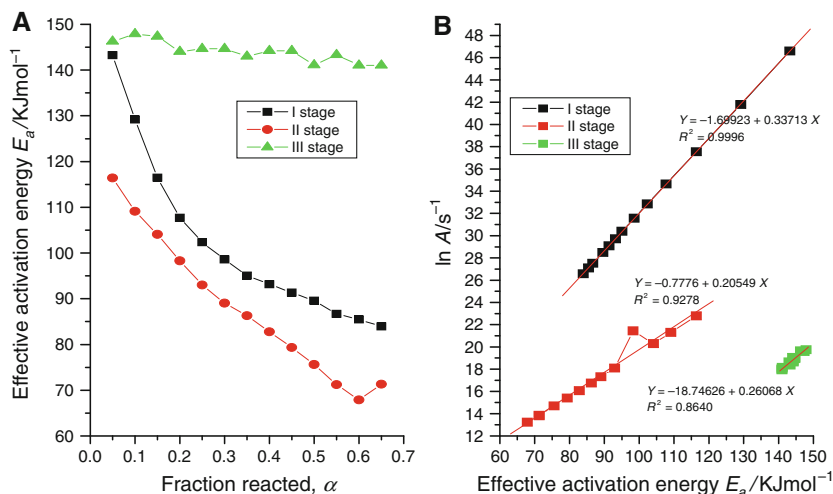 A
Effective activation energy Eₐ/KJmol⁻¹
150
140
130
120
110
100
90
80
70
60
I stage
II stage
III stage
0.0 0.1 0.2 0.3 0.4 0.5 0.6 0.7
Fraction reacted, α
B
ln A/s⁻¹
48
46
44
42
40
38
36
34
32
30
28
26
24
22
20
18
16
14
12
I stage
II stage
III stage
Y = −1.69923 + 0.33713 X
R² = 0.9996
Y = −0.7776 + 0.20549 X
R² = 0.9278
Y = −18.74626 + 0.26068 X
R² = 0.8640
60 70 80 90 100 110 120 130 140 150
Effective activation energy Eₐ/KJmol⁻¹